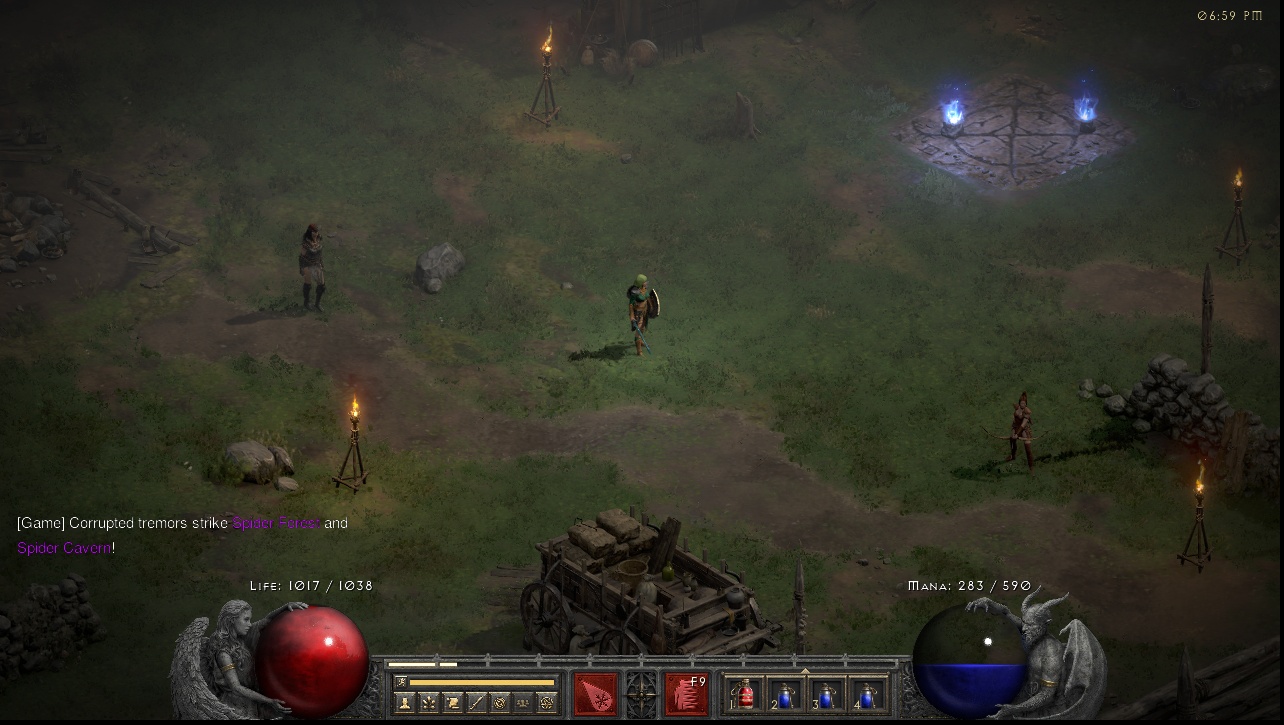 06:59 PM
[Game] Corrupted tremors strike Spider Forest and
Spider Cavern!
Life: 1017 / 1038
Mana: 283 / 590
F9
1 2 3 4